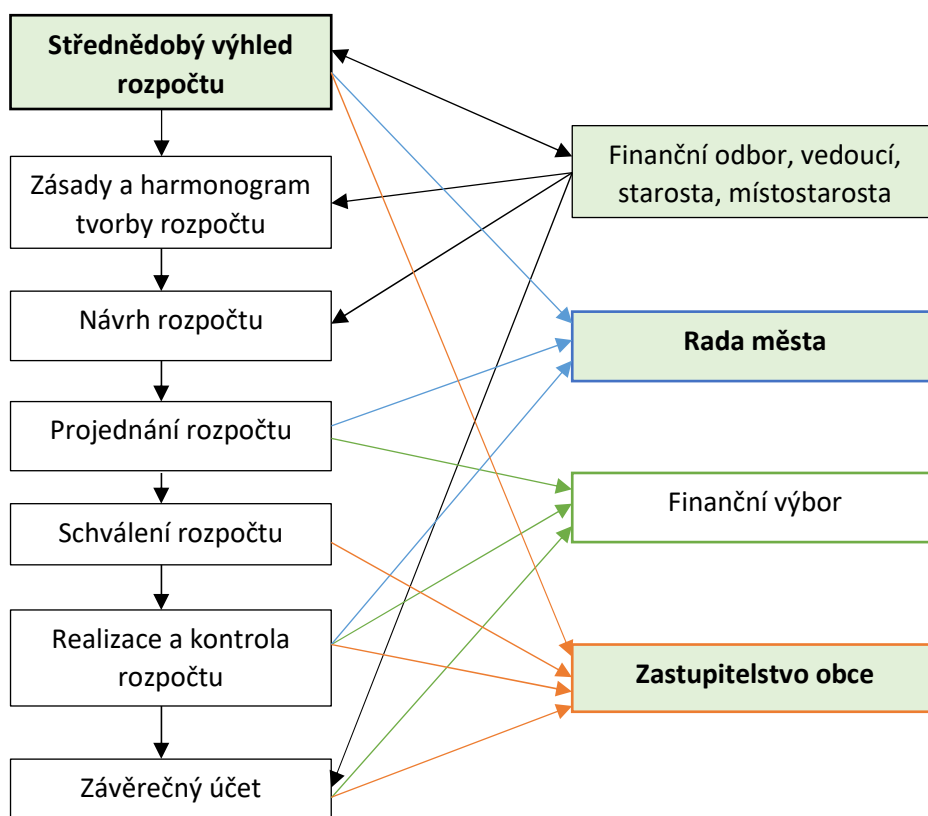 Střednědobý výhled
rozpočtu
Zásady a harmonogram
tvorby rozpočtu
Návrh rozpočtu
Projednání rozpočtu
Schválení rozpočtu
Realizace a kontrola
rozpočtu
Závěrečný účet
Finanční odbor, vedoucí,
starosta, místostarosta
Rada města
Finanční výbor
Zastupitelstvo obce